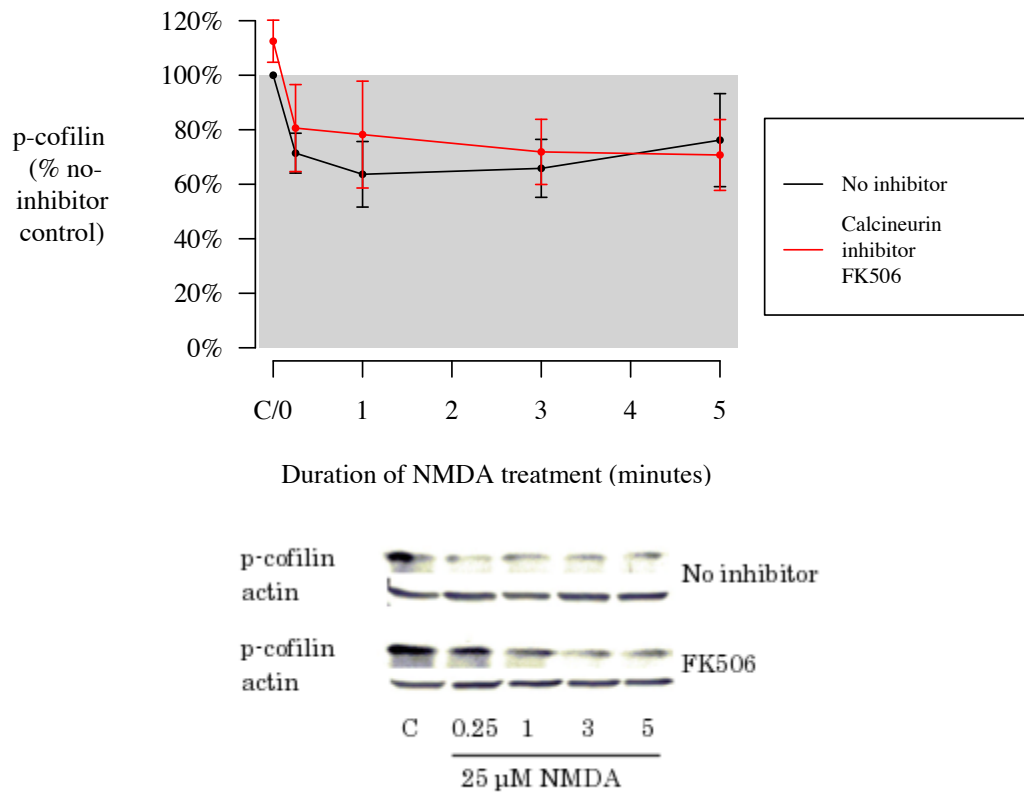 120%
100%
80%
60%
40%
20%
0%
p-cofilin
(% no-
inhibitor
control)
C/0 1 2 3 4 5
Duration of NMDA treatment (minutes)
No inhibitor
Calcineurin
inhibitor
FK506
p-cofilin
actin
No inhibitor
p-cofilin
actin
FK506
C 0.25 1 3 5
25 µM NMDA